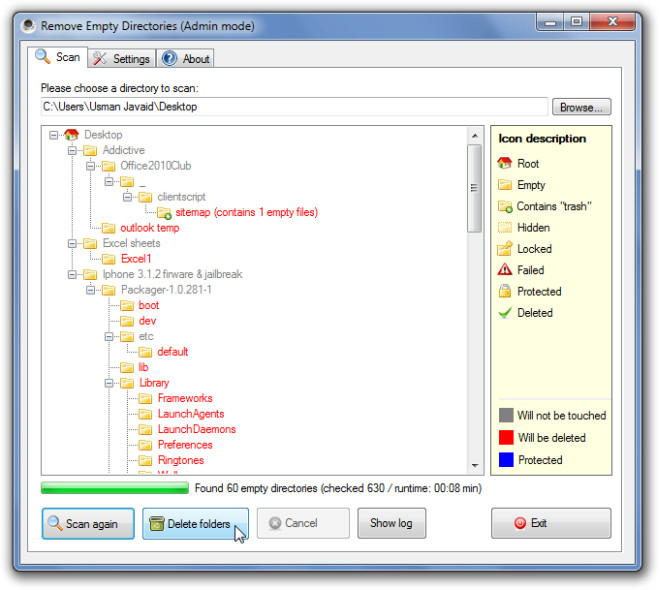 Remove Empty Directories (Admin mode)
Scan
Settings
About
Please choose a directory to scan:
C:\Users\Usman Javaid\Desktop
Browse...
Desktop
Addictive
Office2010Club
_
clientscript
sitemap (contains 1 empty files)
outlook temp
Excel sheets
Excel1
Iphone 3.1.2 firware & jailbreak
Packager-1.0.281-1
boot
dev
etc
default
lib
Library
Frameworks
LaunchAgents
LaunchDaemons
Preferences
Ringtones
Icon description
Root
Empty
Contains "trash"
Hidden
Locked
Failed
Protected
Deleted
Will not be touched
Will be deleted
Protected
Found 60 empty directories (checked 630 / runtime: 00:08 min)
Scan again
Delete folders
Cancel
Show log
Exit